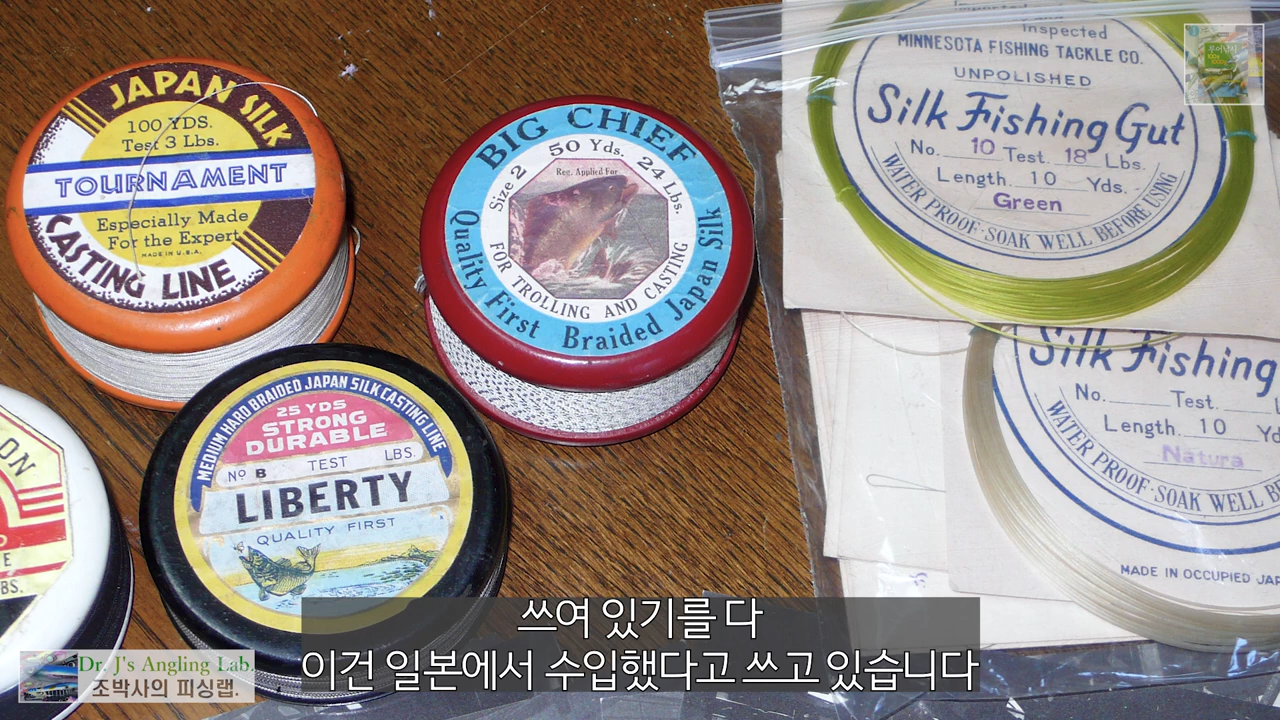 JAPAN SILK
100 YDS.
Test 3 Lbs.
TOURNAMENT
Especially Made
For the Expert
MADE IN U.S.A.
CASTING LINE
BIG CHIEF
50 Yds.
Size 2
24 Lbs.
Reg. Applied For
FOR TROLLING AND CASTING
Quality First Braided Japan Silk
Inspected
MINNESOTA FISHING TACKLE CO.
UNPOLISHED
Silk Fishing Gut
No. 10 Test. 18 Lbs.
Length. 10 Yds.
Green
WATER PROOF-SOAK WELL BEFORE USING
Silk Fishing
No. Test.
Length. 10
Natura
WATER PROOF-SOAK WELL
MADE IN OCCUPIED
MEDIUM HARD BRAIDED JAPAN SILK CASTING LINE
25 YDS
STRONG
DURABLE
No B TEST LBS.
LIBERTY
QUALITY FIRST
ON
BS.
쓰여 있기를 다
이건 일본에서 수입했다고 쓰고 있습니다
Dr. J's Angling Lab.
조박사의 피싱랩.